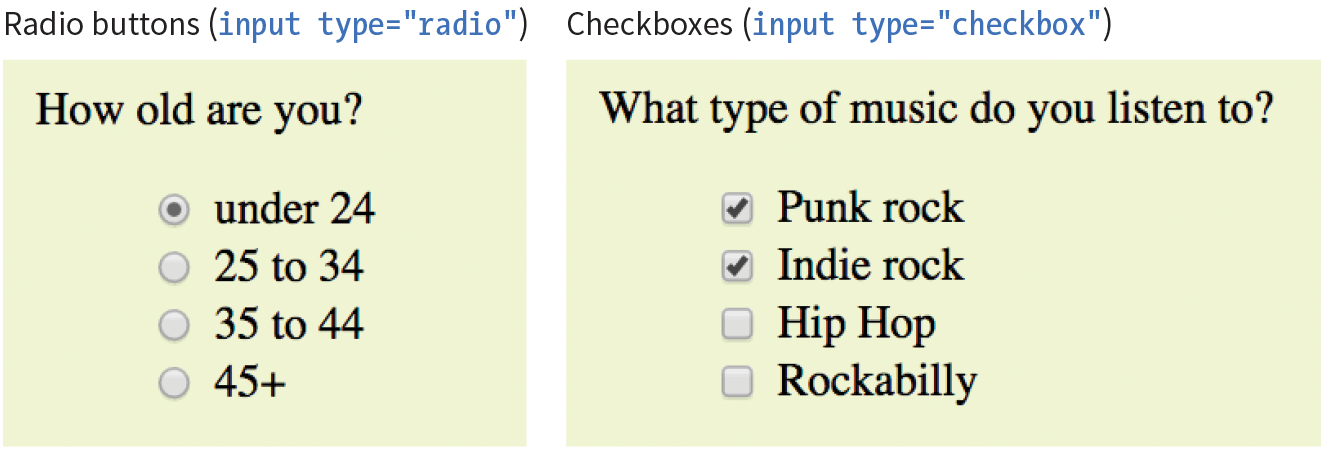 Radio buttons (input type="radio")
How old are you?
under 24
25 to 34
35 to 44
45+
Checkboxes (input type="checkbox")
What type of music do you listen to?
Punk rock
Indie rock
Hip Hop
Rockabilly